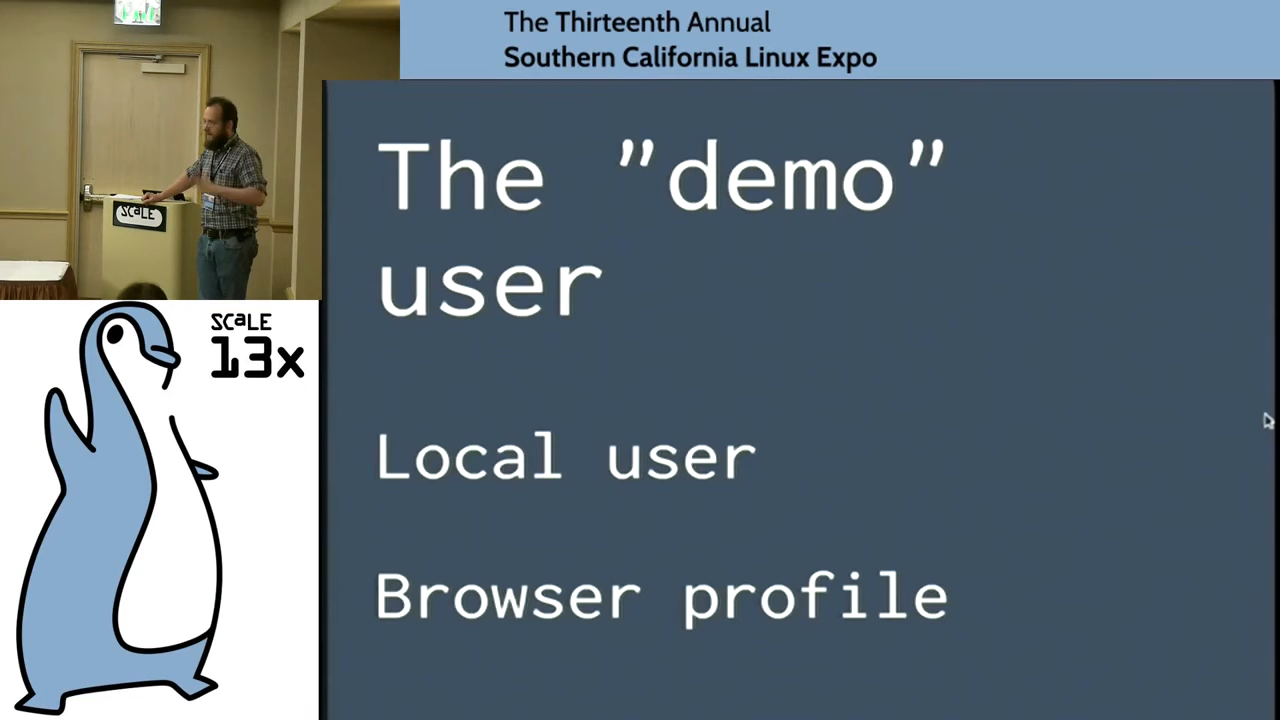 The Thirteenth Annual
Southern California Linux Expo
SCALE
SCALE
13x
The "demo"
user
Local user
Browser profile